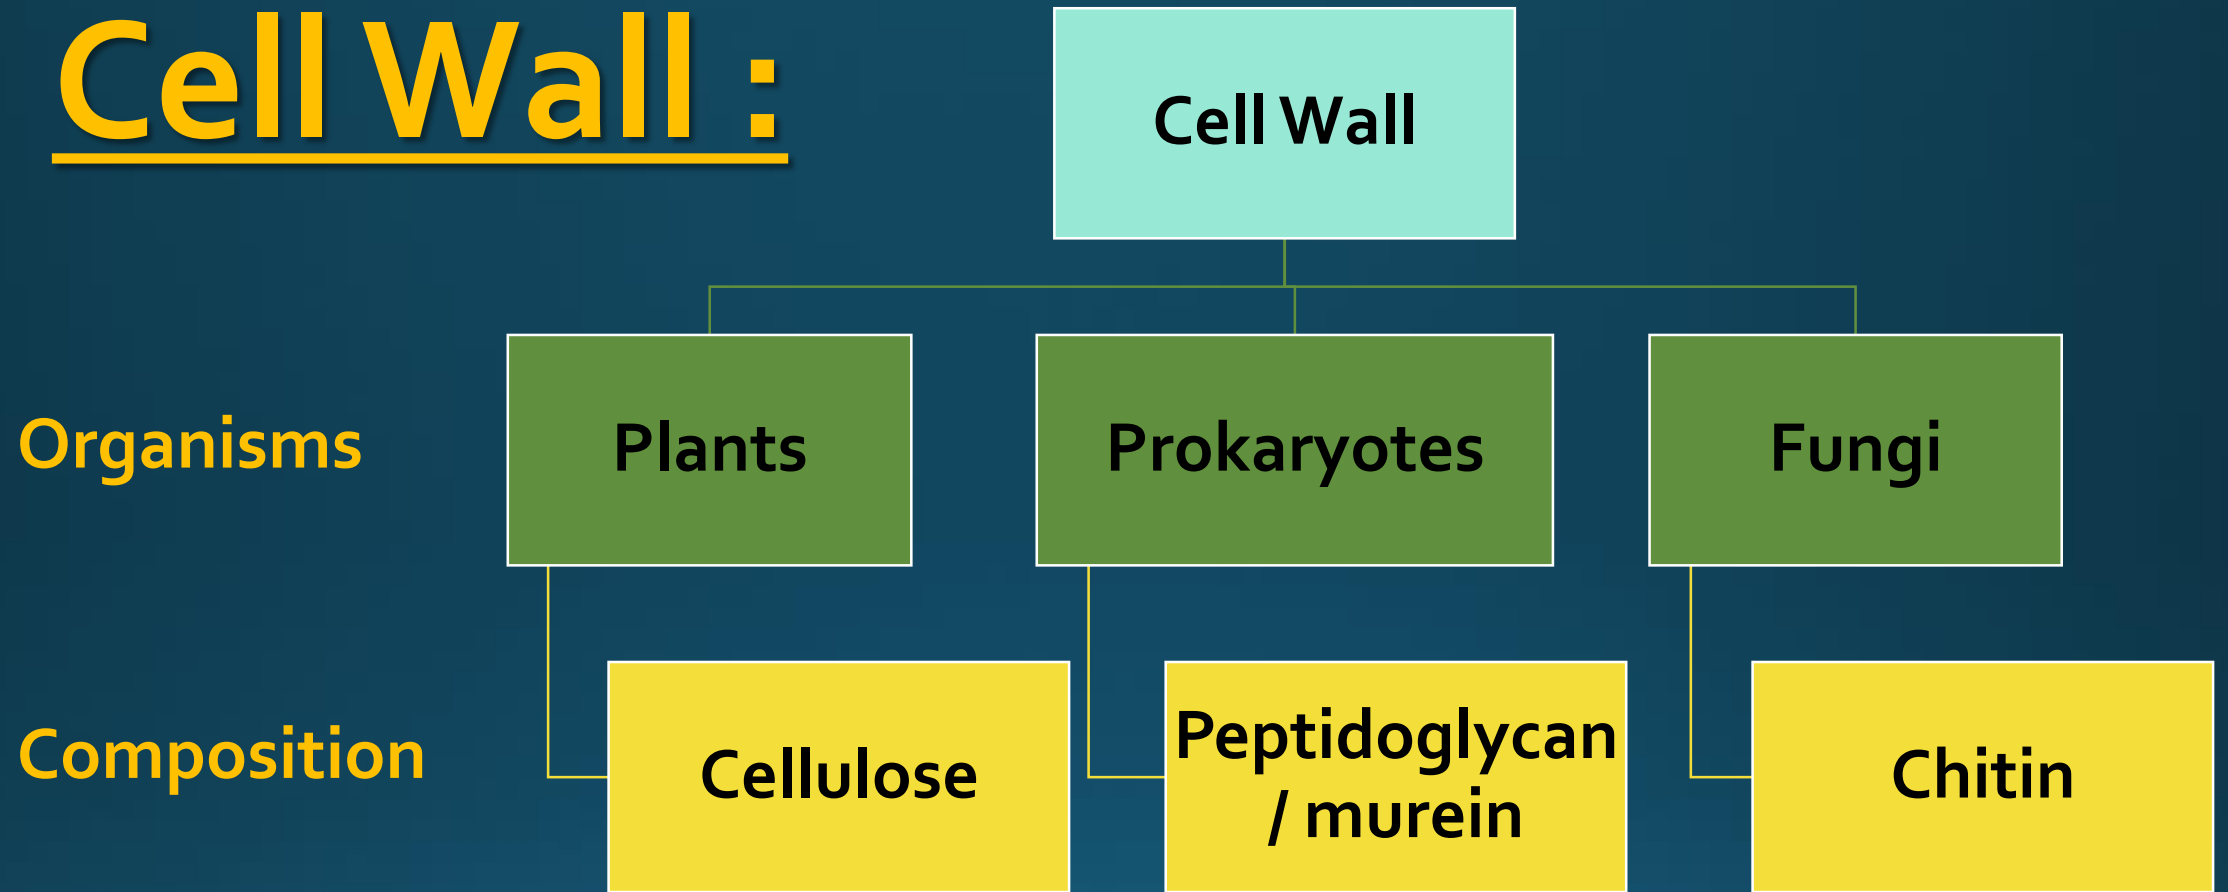 Cell Wall :
Cell Wall
Organisms
Plants
Prokaryotes
Fungi
Composition
Cellulose
Peptidoglycan
/ murein
Chitin